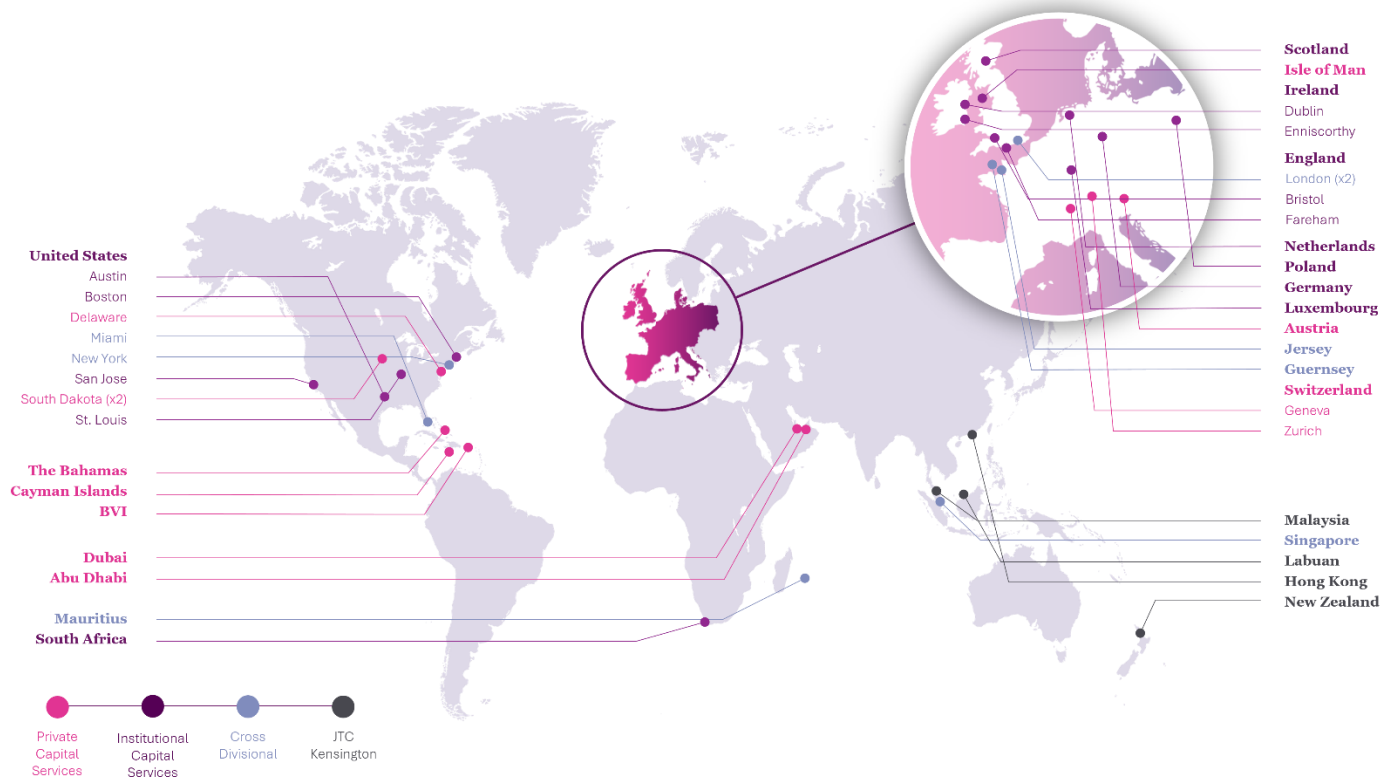 United States
Austin
Boston
Delaware
Miami
New York
San Jose
South Dakota (x2)
St. Louis
The Bahamas
Cayman Islands
BVI
Dubai
Abu Dhabi
Mauritius
South Africa
Scotland
Isle of Man
Ireland
Dublin
Enniscorthy
England
London (x2)
Bristol
Fareham
Netherlands
Poland
Germany
Luxembourg
Austria
Jersey
Guernsey
Switzerland
Geneva
Zurich
Malaysia
Singapore
Labuan
Hong Kong
New Zealand
Private
Capital
Services
Institutional
Capital
Services
Cross
Divisional
JTC
Kensington